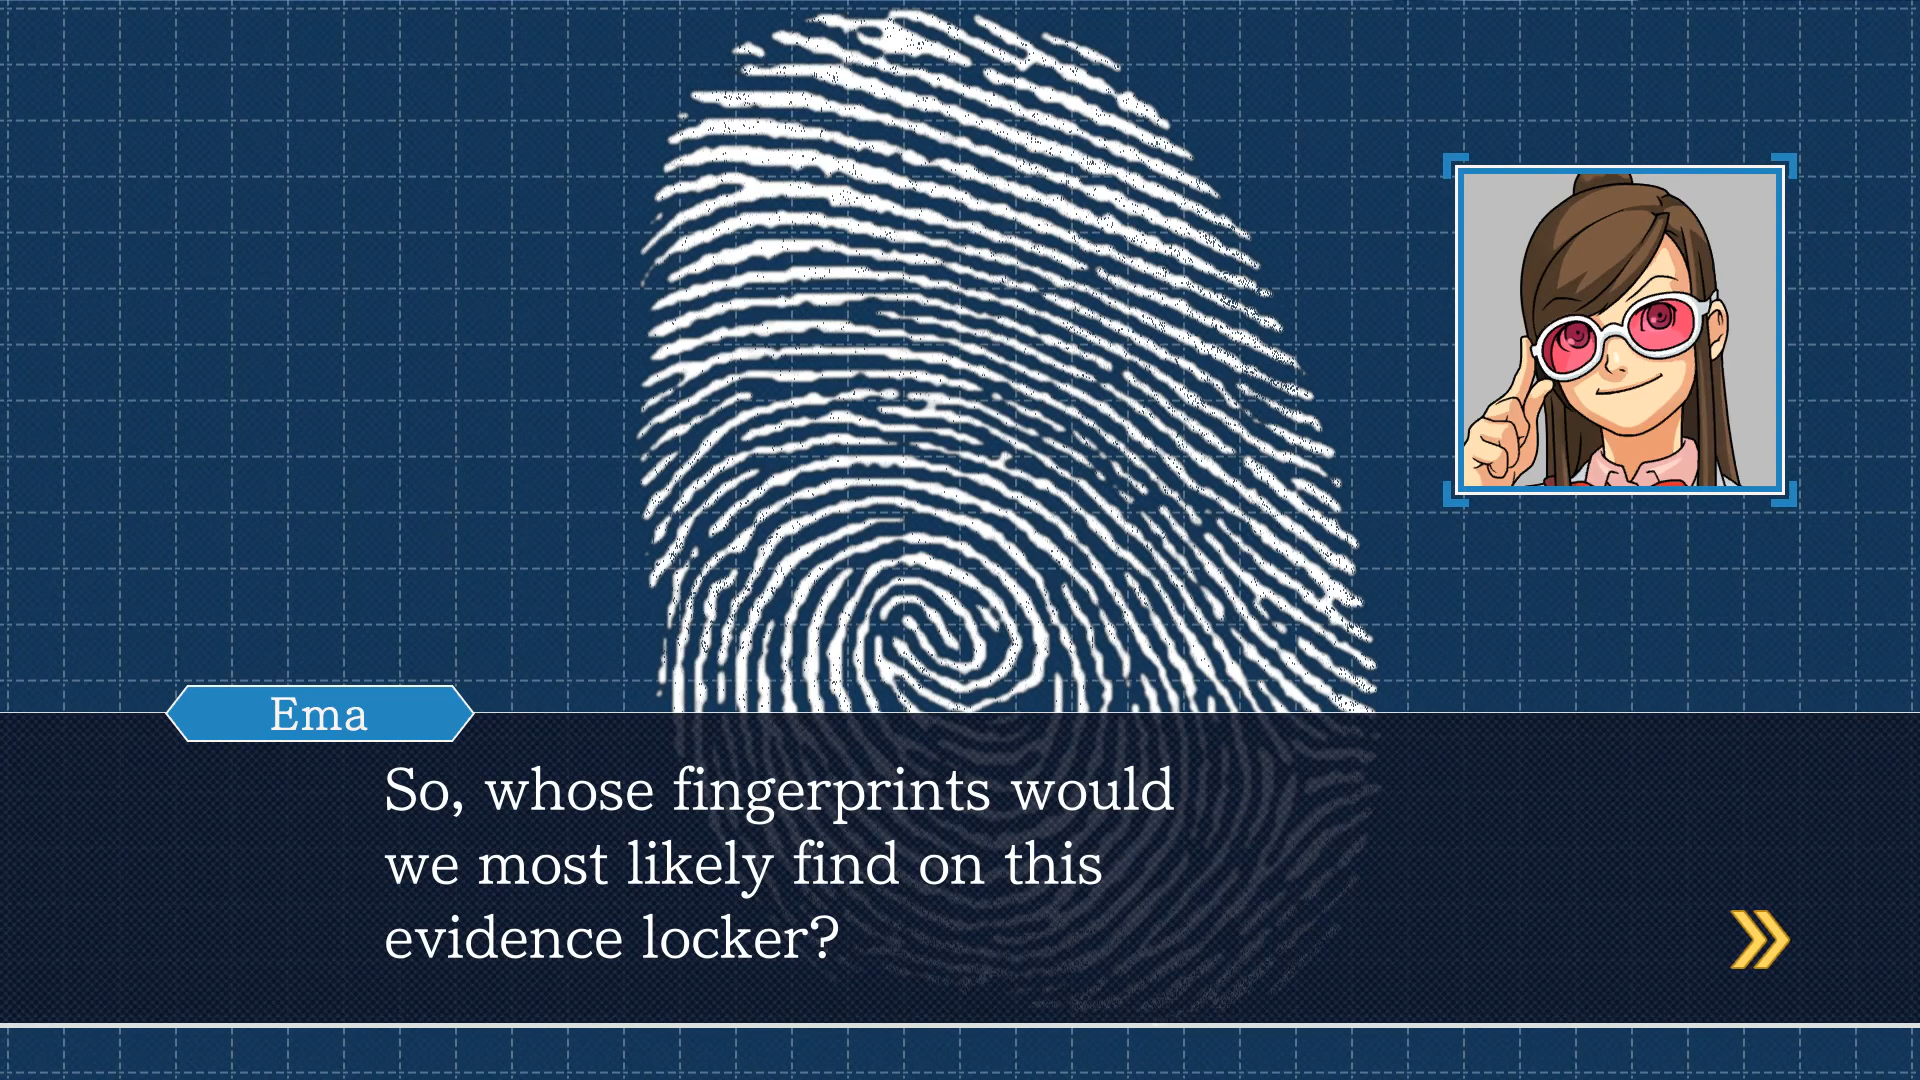 Ema
So, whose fingerprints would
we most likely find on this
evidence locker?